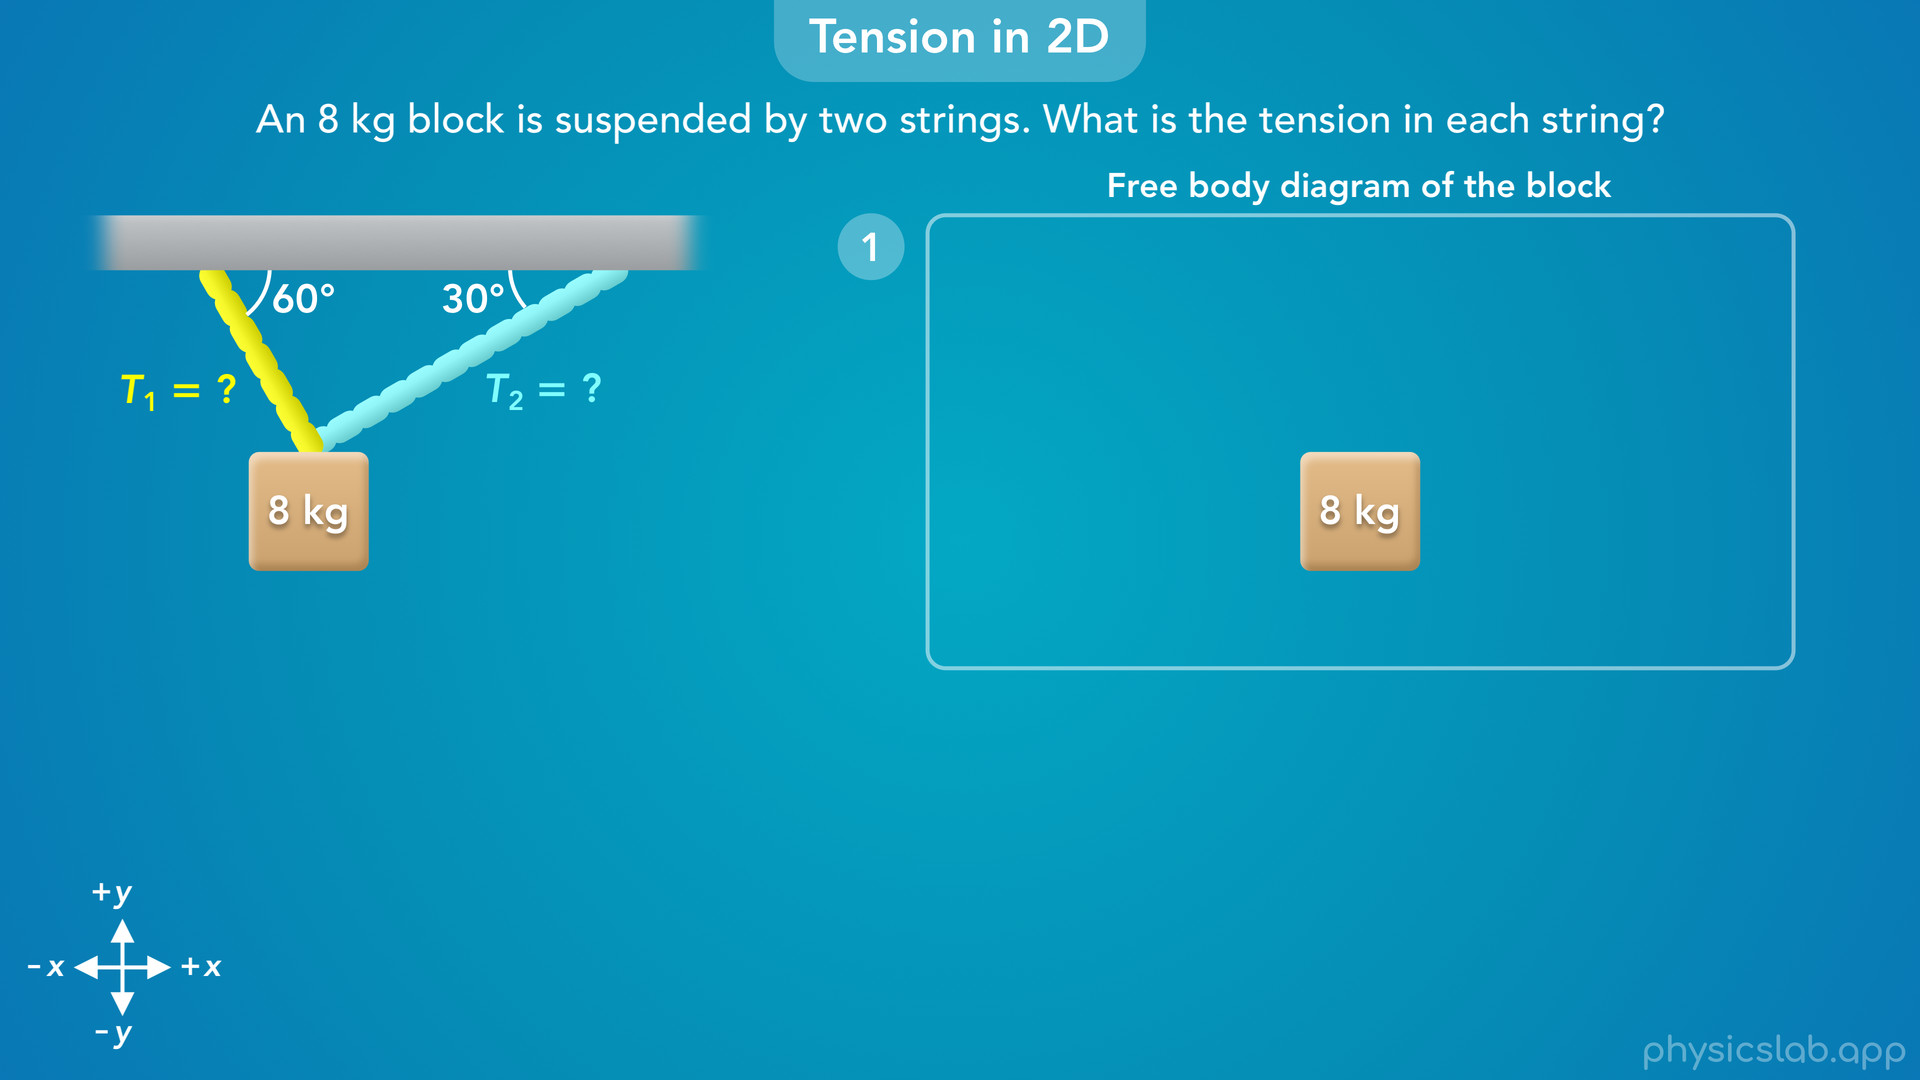 Tension in 2D
An 8 kg block is suspended by two strings. What is the tension in each string?
Free body diagram of the block
1
60°
30°
T₁ = ?
T₂ = ?
8 kg
8 kg
+y
−x
+x
−y
physicslab.app